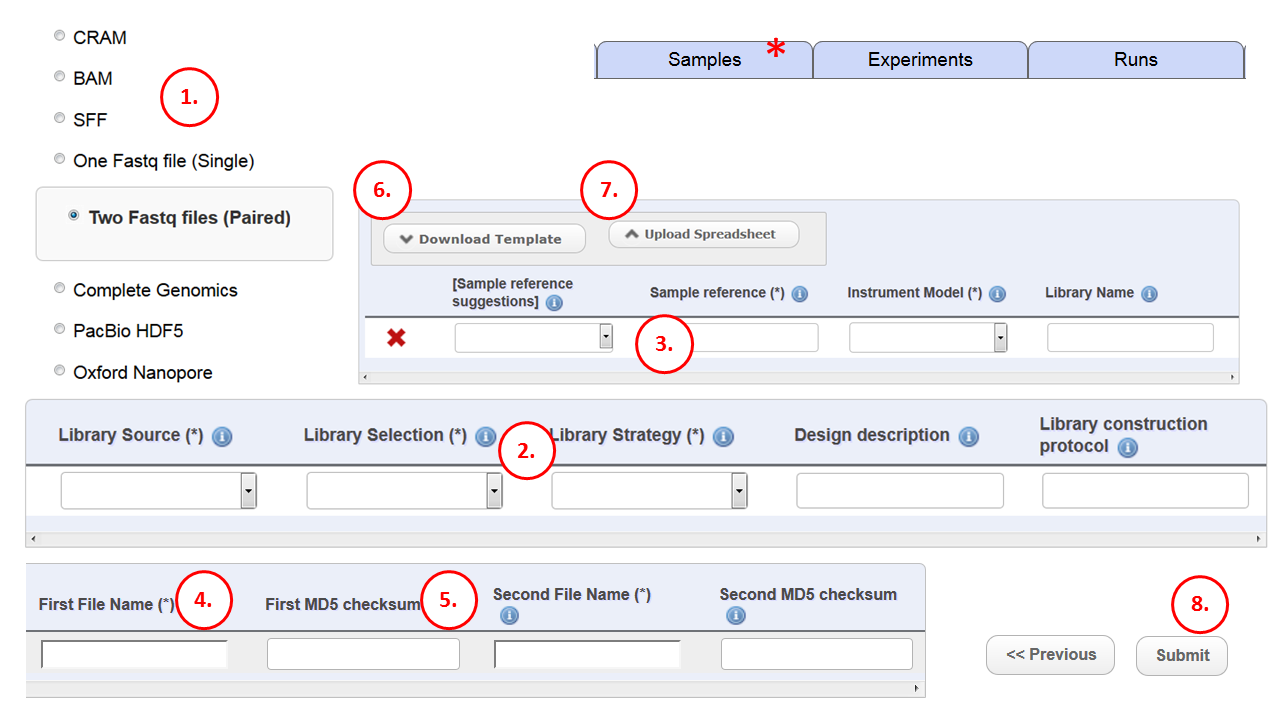 CRAM
BAM
1.
SFF
One Fastq file (Single)
Two Fastq files (Paired)
Complete Genomics
PacBio HDF5
Oxford Nanopore
Samples * Experiments Runs
6. 7.
Download Template Upload Spreadsheet
[Sample reference
suggestions] Sample reference (*) Instrument Model (*) Library Name
3.
Library Source (*) Library Selection (*) Library Strategy (*) Design description Library construction
protocol
2.
First File Name (*) 4. First MD5 checksum 5. Second File Name (*) Second MD5 checksum
8.
<< Previous Submit